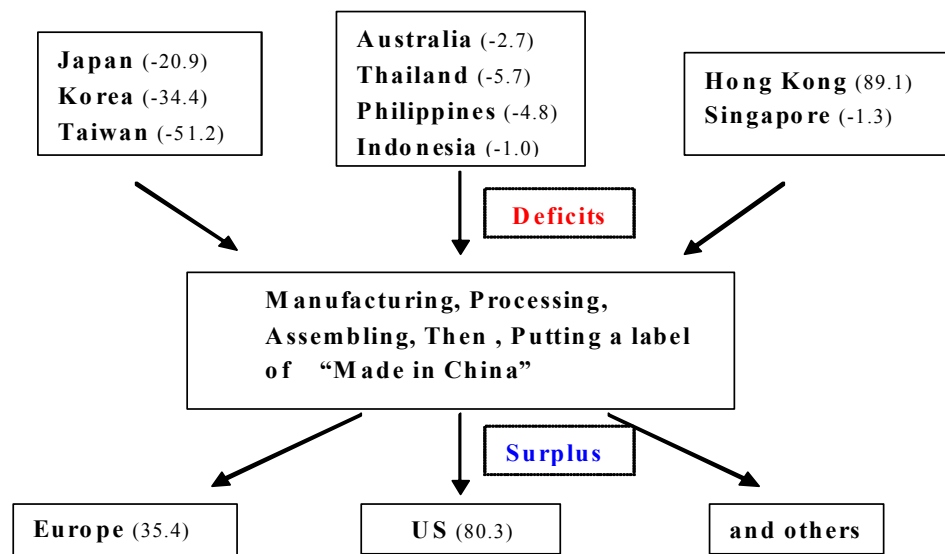 Japan (-20.9)
Korea (-34.4)
Taiwan (-51.2)
Australia (-2.7)
Thailand (-5.7)
Philippines (-4.8)
Indonesia (-1.0)
Hong Kong (89.1)
Singapore (-1.3)
Deficits
Manufacturing, Processing,
Assembling, Then , Putting a label
of “Made in China”
Surplus
Europe (35.4)
US (80.3)
and others